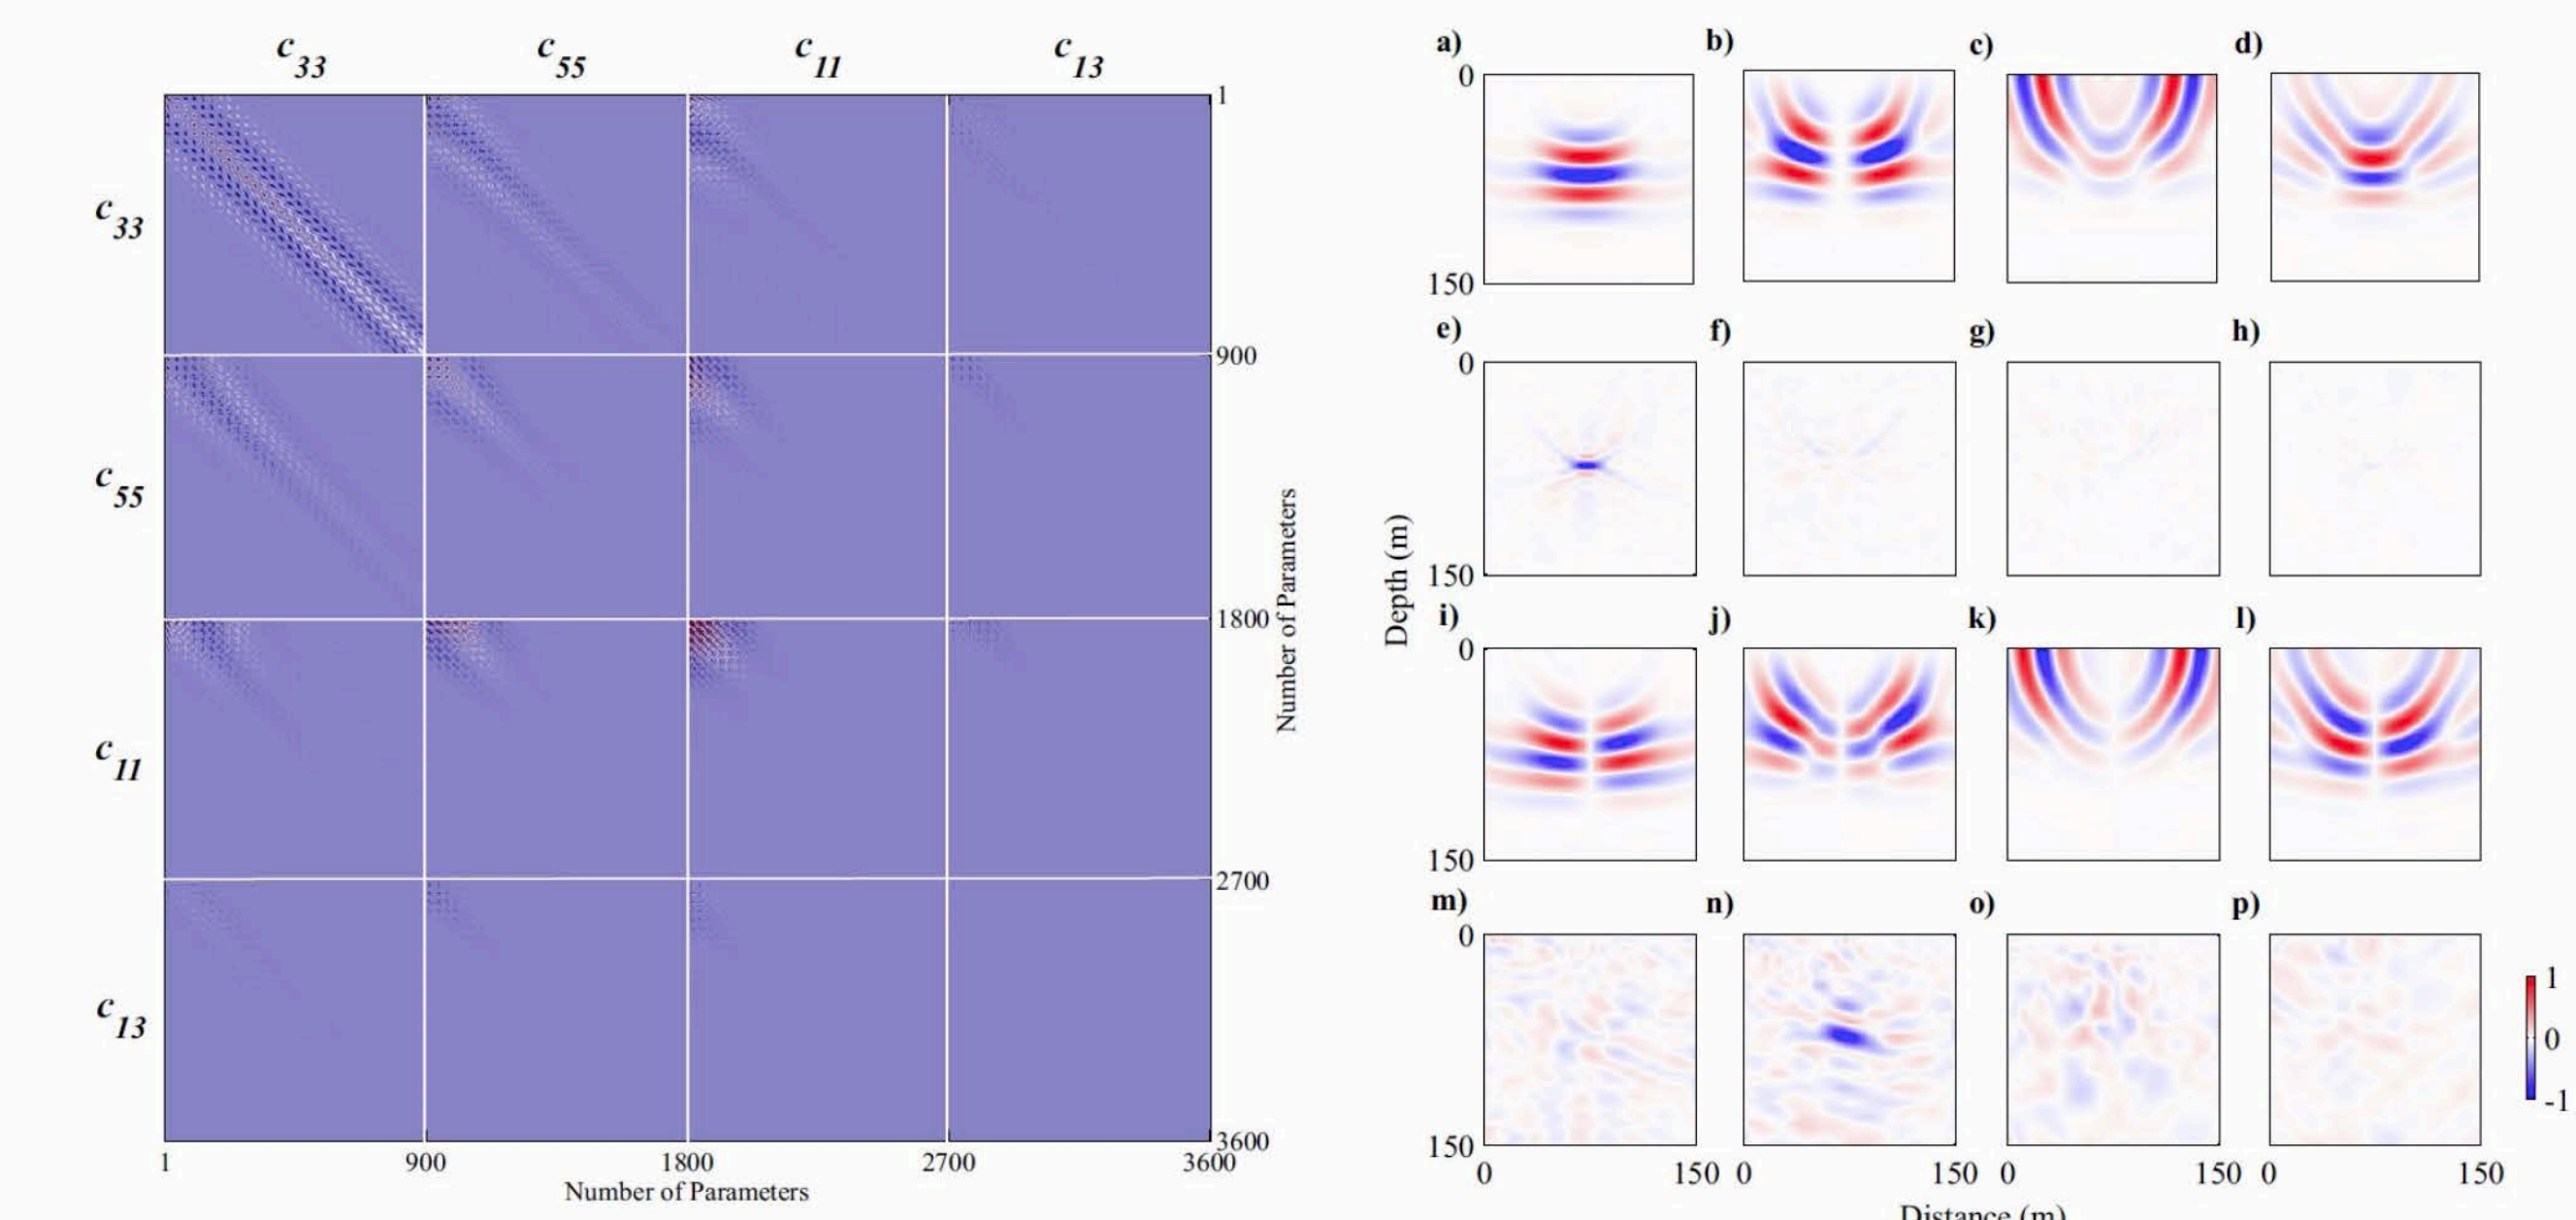 c33 c55 c11 c13
c33
c55
c11
c13
1
900
1800
2700
3600
1 900 1800 2700 3600
Number of Parameters
Number of Parameters
a) b) c) d)
0
150
e) f) g) h)
0
150
i) j) k) l)
0
150
m) n) o) p)
0
150
0 150 0 150 0 150 0 150
Depth (m)
Distance (m)
1
0
-1